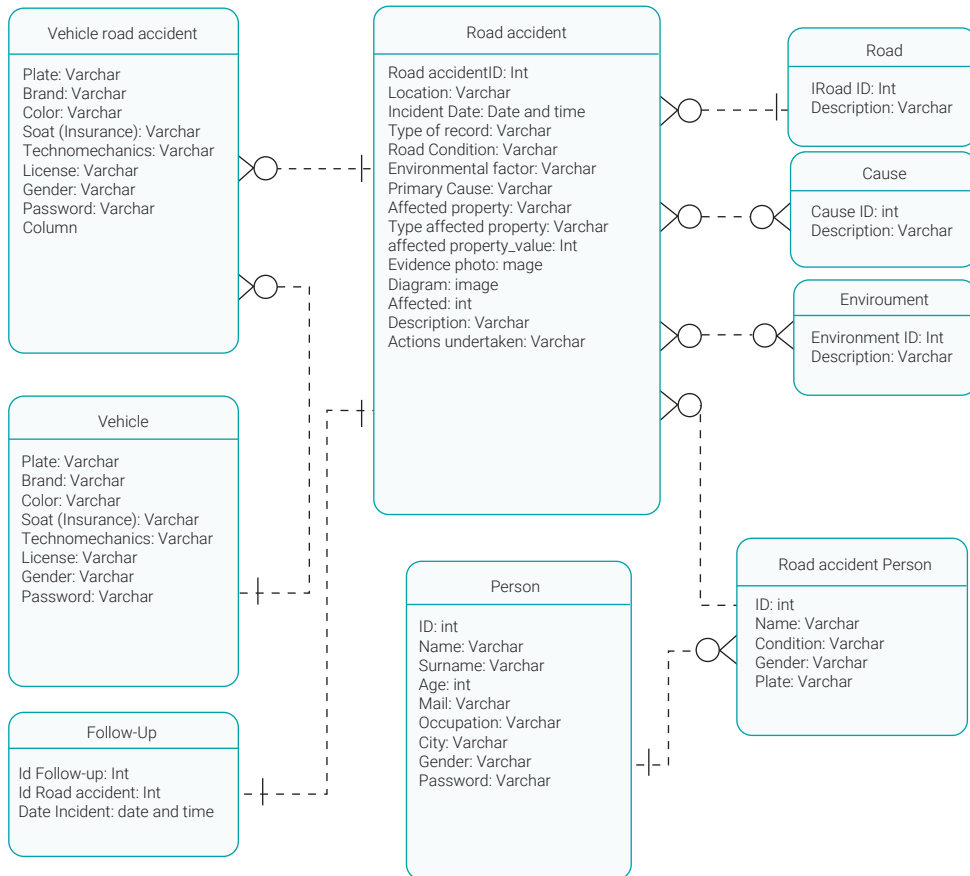 Vehicle road accident
Plate: Varchar
Brand: Varchar
Color: Varchar
Soat (Insurance): Varchar
Technomechanics: Varchar
License: Varchar
Gender: Varchar
Password: Varchar
Column
Road accident
Road accidentID: Int
Location: Varchar
Incident Date: Date and time
Type of record: Varchar
Road Condition: Varchar
Environmental factor: Varchar
Primary Cause: Varchar
Affected property: Varchar
Type affected property: Varchar
affected property_value: Int
Evidence photo: mage
Diagram: image
Affected: int
Description: Varchar
Actions undertaken: Varchar
Road
IRoad ID: Int
Description: Varchar
Cause
Cause ID: int
Description: Varchar
Enviroument
Environment ID: Int
Description: Varchar
Vehicle
Plate: Varchar
Brand: Varchar
Color: Varchar
Soat (Insurance): Varchar
Technomechanics: Varchar
License: Varchar
Gender: Varchar
Password: Varchar
Person
ID: int
Name: Varchar
Surname: Varchar
Age: int
Mail: Varchar
Occupation: Varchar
City: Varchar
Gender: Varchar
Password: Varchar
Road accident Person
ID: int
Name: Varchar
Condition: Varchar
Gender: Varchar
Plate: Varchar
Follow-Up
Id Follow-up: Int
Id Road accident: Int
Date Incident: date and time